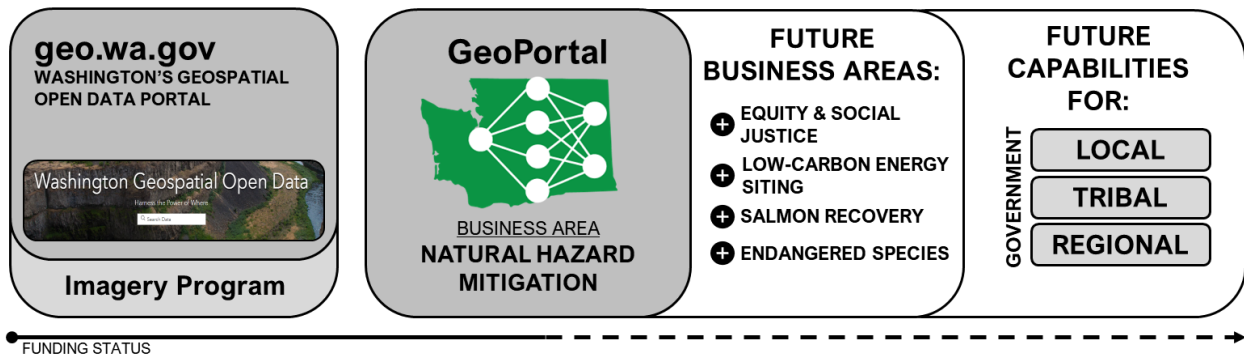 geo.wa.gov
WASHINGTON'S GEOSPATIAL
OPEN DATA PORTAL
Washington Geospatial Open Data
Harness the Power of Where
Search Data
Imagery Program
GeoPortal
BUSINESS AREA
NATURAL HAZARD
MITIGATION
FUTURE
BUSINESS AREAS:
EQUITY & SOCIAL
JUSTICE
LOW-CARBON ENERGY
SITING
SALMON RECOVERY
ENDANGERED SPECIES
FUTURE
CAPABILITIES
FOR:
GOVERNMENT
LOCAL
TRIBAL
REGIONAL
FUNDING STATUS